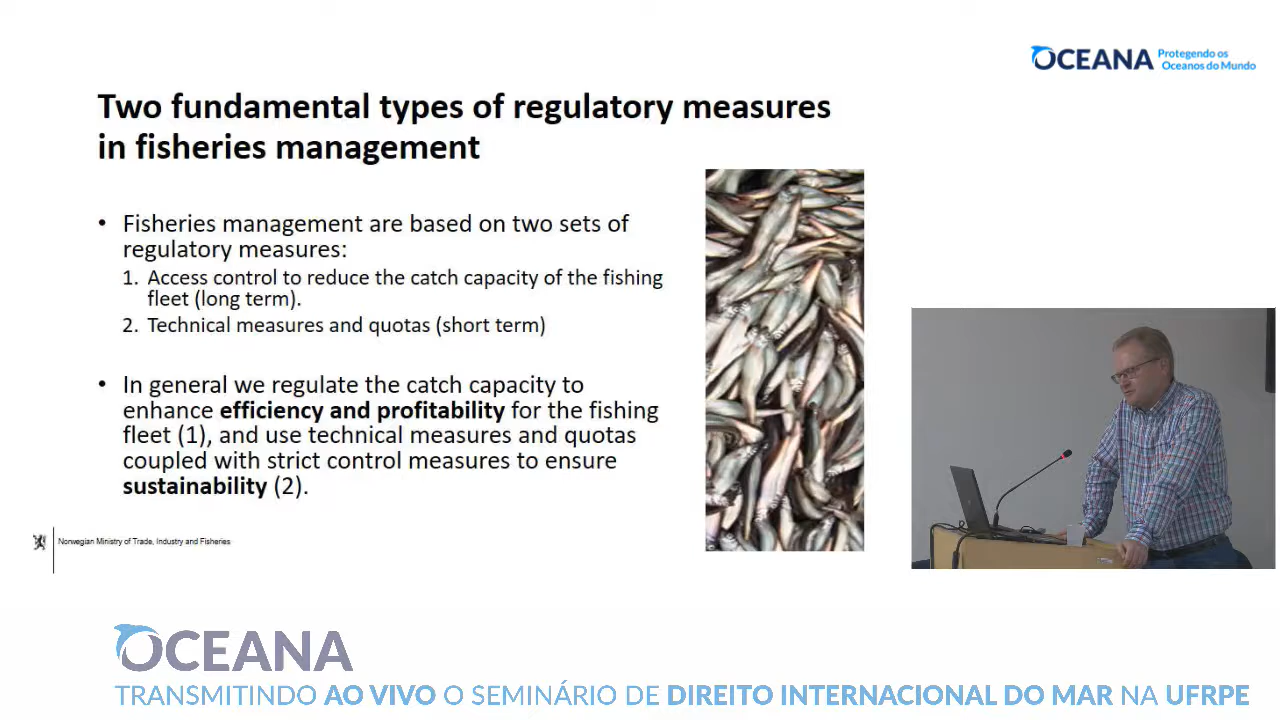 OCEANA Protegendo os
Oceanos do Mundo
Two fundamental types of regulatory measures
in fisheries management
• Fisheries management are based on two sets of
regulatory measures:
1. Access control to reduce the catch capacity of the fishing
fleet (long term).
2. Technical measures and quotas (short term)
• In general we regulate the catch capacity to
enhance efficiency and profitability for the fishing
fleet (1), and use technical measures and quotas
coupled with strict control measures to ensure
sustainability (2).
Norwegian Ministry of Trade, Industry and Fisheries
OCEANA
TRANSMITINDO AO VIVO O SEMINÁRIO DE DIREITO INTERNACIONAL DO MAR NA UFRPE